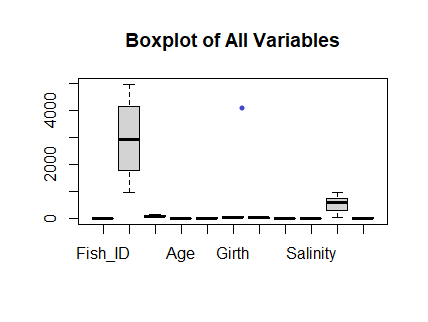 Boxplot of All Variables
4000
2000
0
Fish_ID Age Girth Salinity